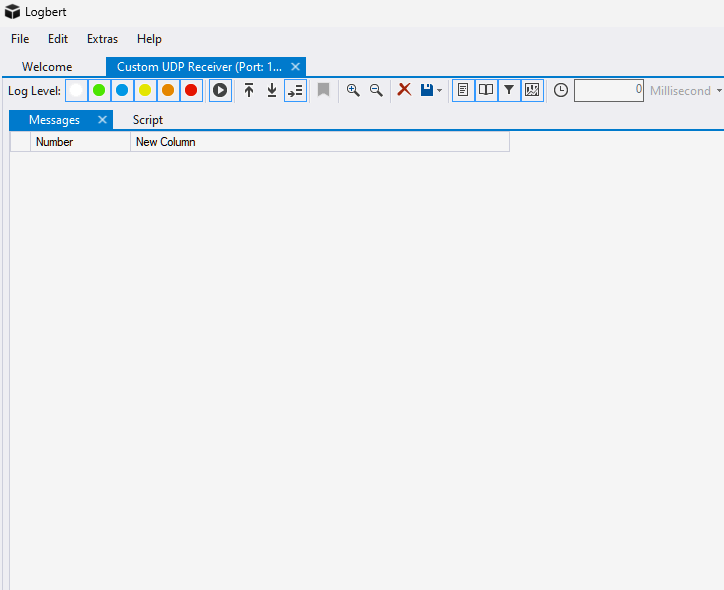 Logbert
File Edit Extras Help
Welcome Custom UDP Receiver (Port: 1...
Log Level: 0 Millisecond
Messages Script
Number New Column